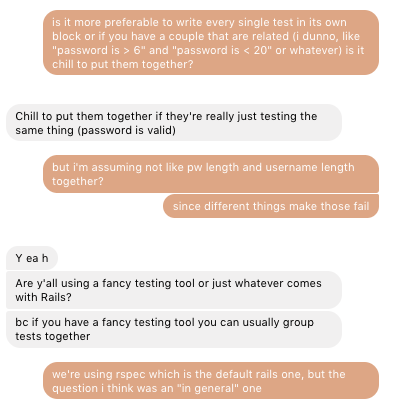 is it more preferable to write every single test in its own
block or if you have a couple that are related (i dunno, like
"password is > 6" and "password is < 20" or whatever) is it
chill to put them together?
Chill to put them together if they're really just testing the
same thing (password is valid)
but i'm assuming not like pw length and username length
together?
since different things make those fail
Y ea h
Are y'all using a fancy testing tool or just whatever comes
with Rails?
bc if you have a fancy testing tool you can usually group
tests together
we're using rspec which is the default rails one, but the
question i think was an "in general" one